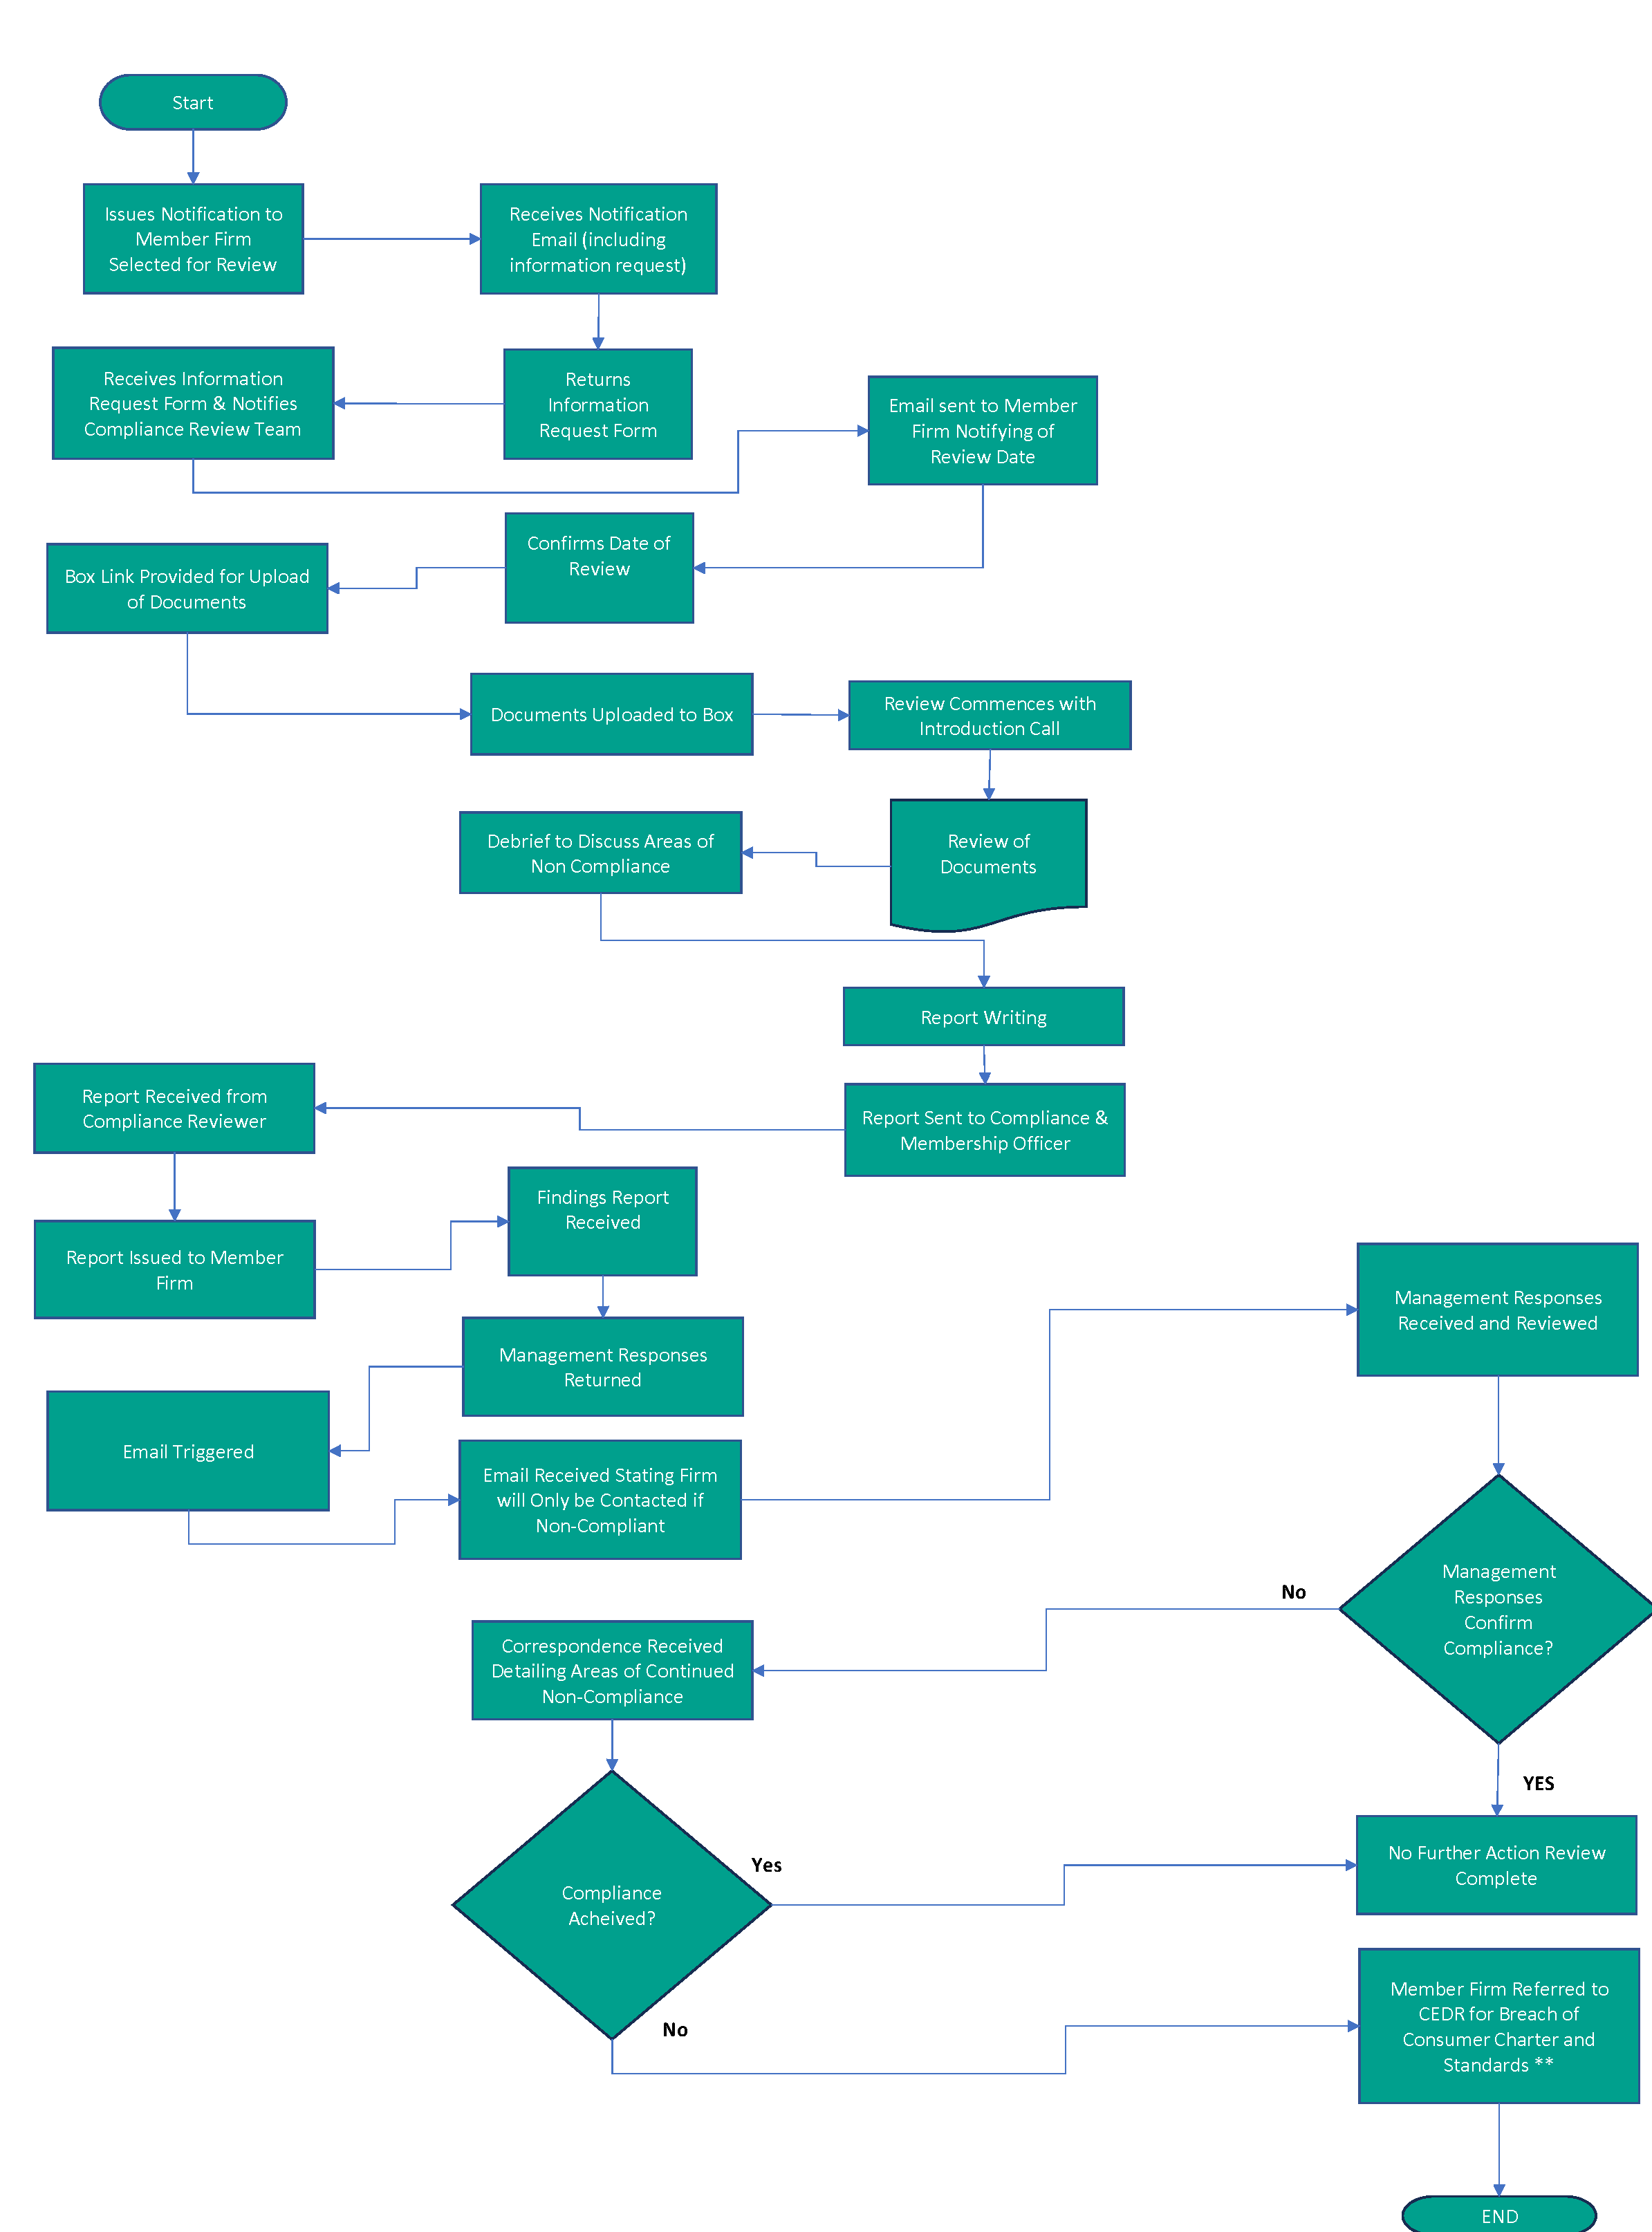 Start
Issues Notification to
Member Firm
Selected for Review
Receives Notification
Email (including
information request)
Receives Information
Request Form & Notifies
Compliance Review Team
Returns
Information
Request Form
Email sent to Member
Firm Notifying of
Review Date
Confirms Date of
Review
Box Link Provided for Upload
of Documents
Documents Uploaded to Box
Review Commences with
Introduction Call
Debrief to Discuss Areas of
Non Compliance
Review of
Documents
Report Writing
Report Received from
Compliance Reviewer
Report Sent to Compliance &
Membership Officer
Findings Report
Received
Report Issued to Member
Firm
Management Responses
Received and Reviewed
Management Responses
Returned
Email Triggered
Email Received Stating Firm
will Only be Contacted if
Non-Compliant
Management
Responses
Confirm
Compliance?
No
Correspondence Received
Detailing Areas of Continued
Non-Compliance
YES
Yes
No Further Action Review
Complete
Compliance
Acheived?
Member Firm Referred to
CEDR for Breach of
Consumer Charter and
Standards **
No
END